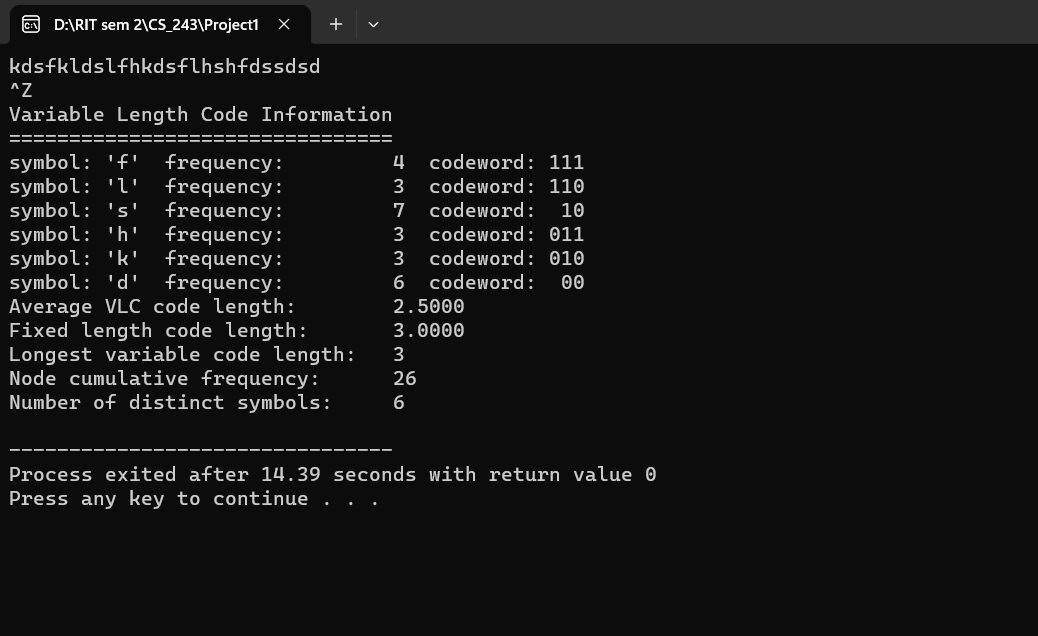 D:\RIT sem 2\CS_243\Project1
kdsfkldslfhkdsflhshfdssdsd
^Z
Variable Length Code Information
================================
symbol: 'f'  frequency:         4  codeword: 111
symbol: 'l'  frequency:         3  codeword: 110
symbol: 's'  frequency:         7  codeword:  10
symbol: 'h'  frequency:         3  codeword: 011
symbol: 'k'  frequency:         3  codeword: 010
symbol: 'd'  frequency:         6  codeword:  00
Average VLC code length:        2.5000
Fixed length code length:       3.0000
Longest variable code length:   3
Node cumulative frequency:      26
Number of distinct symbols:     6
--------------------------------
Process exited after 14.39 seconds with return value 0
Press any key to continue . . .